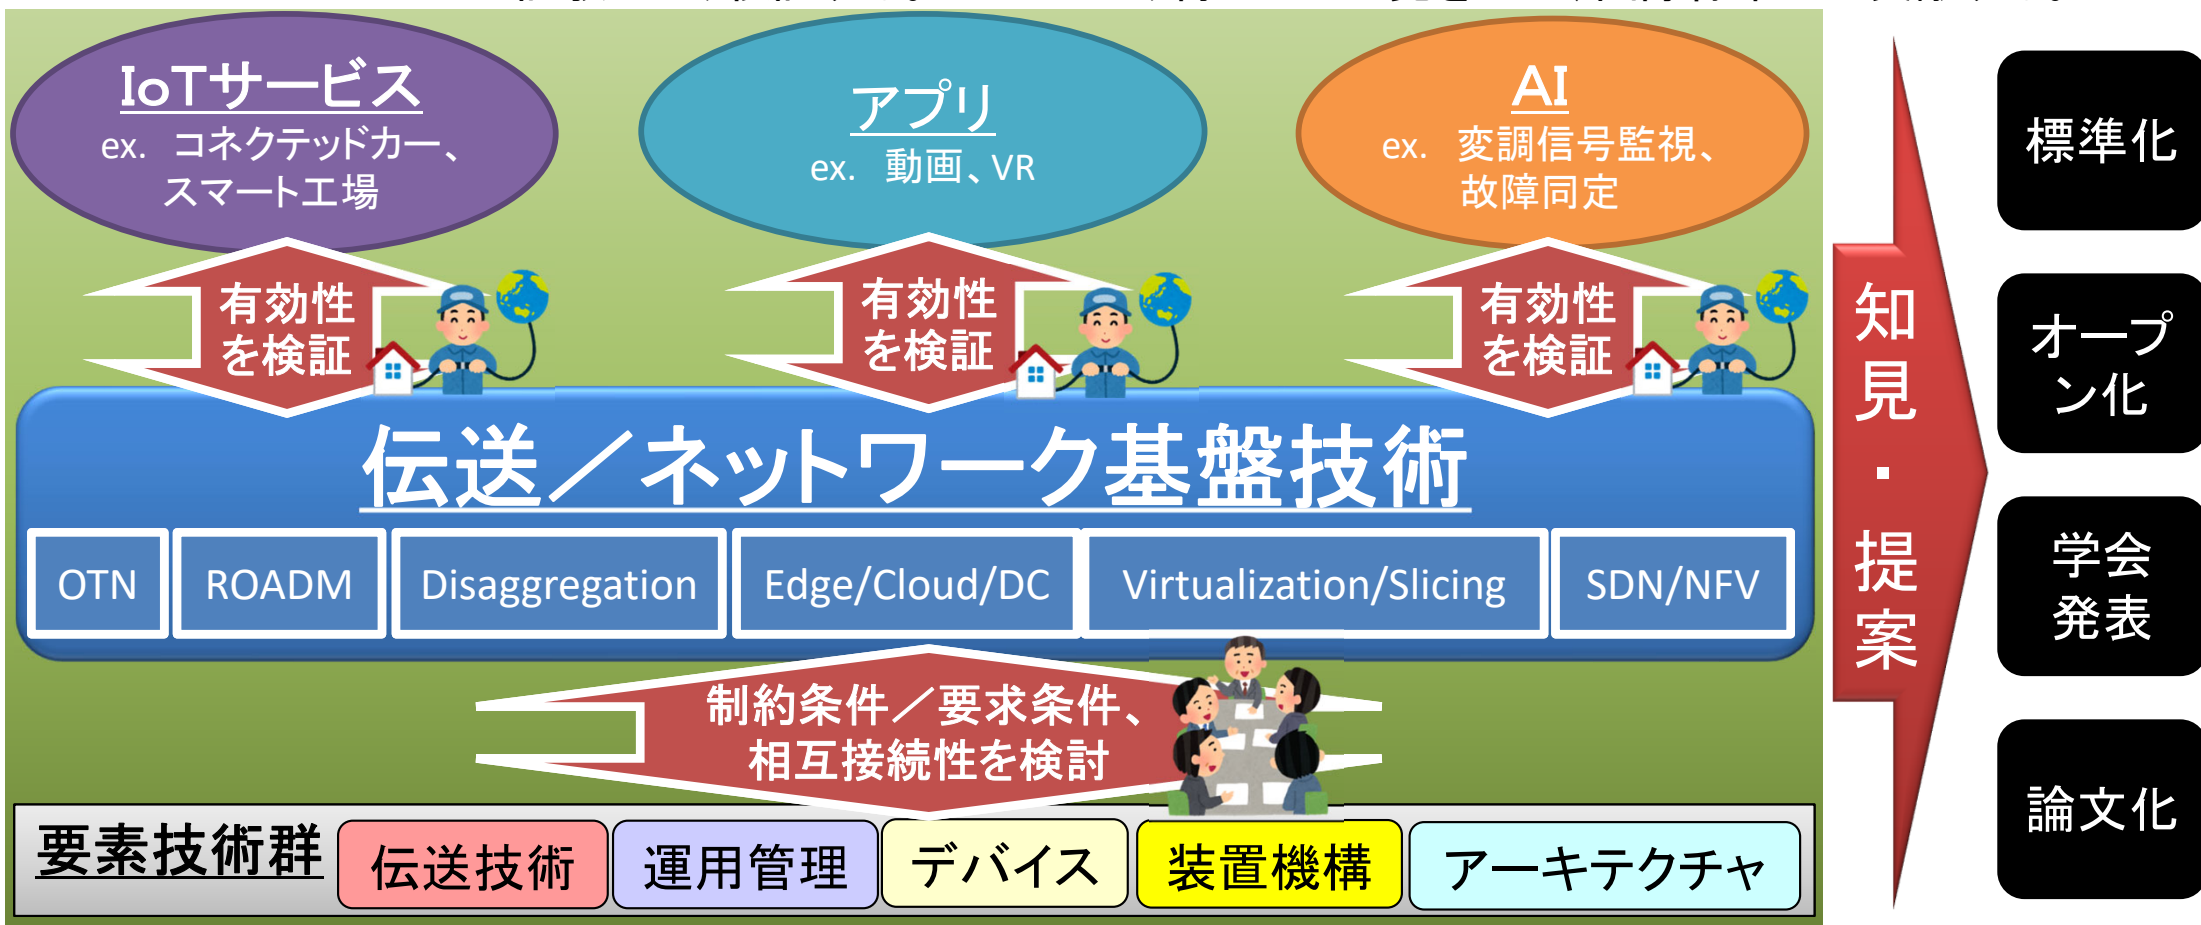 IoTサービス
ex. コネクテッドカー、
スマート工場
アプリ
ex. 動画、VR
AI
ex. 変調信号監視、
故障同定
有効性
を検証
有効性
を検証
有効性
を検証
伝送／ネットワーク基盤技術
OTN
ROADM
Disaggregation
Edge/Cloud/DC
Virtualization/Slicing
SDN/NFV
制約条件／要求条件、
相互接続性を検討
要素技術群
伝送技術
運用管理
デバイス
装置機構
アーキテクチャ
知見・提案
標準化
オープ
ン化
学会
発表
論文化